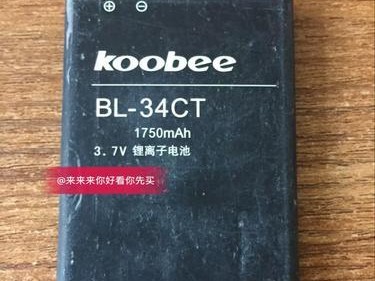 ⊕ ⊖
koobee
BL-34CT
1750mAh
3.7V 锂离子电池
@来来来你好看你先买